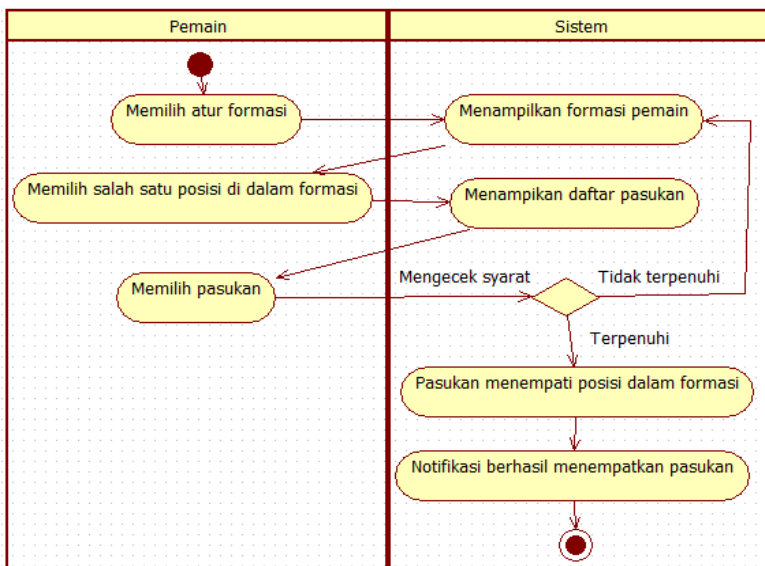 Pemain
Sistem
Memilih atur formasi
Menampilkan formasi pemain
Memilih salah satu posisi di dalam formasi
Menampikan daftar pasukan
Memilih pasukan
Mengecek syarat
Tidak terpenuhi
Terpenuhi
Pasukan menempati posisi dalam formasi
Notifikasi berhasil menempatkan pasukan